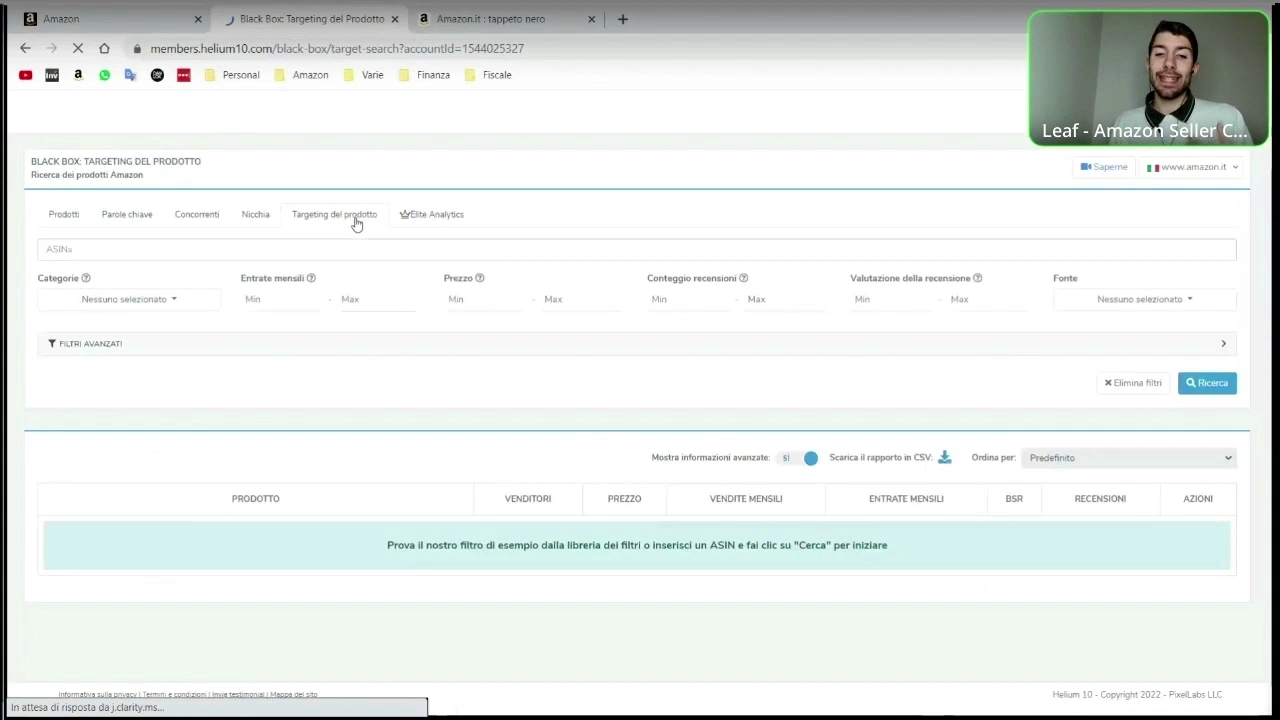 Amazon
Black Box: Targeting del Prodotto
Amazon.it : tappeto nero
members.helium10.com/black-box/target-search?accountId=1544025327
Inv
Personal
Amazon
Varie
Finanza
Fiscale
Leaf - Amazon Seller C...
BLACK BOX: TARGETING DEL PRODOTTO
Ricerca dei prodotti Amazon
Saperne
www.amazon.it
Prodotti
Parole chiave
Concorrenti
Nicchia
Targeting del prodotto
Elite Analytics
ASINs
Categorie
Entrate mensili
Prezzo
Conteggio recensioni
Valutazione della recensione
Fonte
Nessuno selezionato
Min - Max
Min - Max
Min - Max
Min - Max
Nessuno selezionato
FILTRI AVANZATI
Elimina filtri
Ricerca
Mostra informazioni avanzate:
SÌ
Scarica il rapporto in CSV:
Ordina per:
Predefinito
PRODOTTO
VENDITORI
PREZZO
VENDITE MENSILI
ENTRATE MENSILI
BSR
RECENSIONI
AZIONI
Prova il nostro filtro di esempio dalla libreria dei filtri o inserisci un ASIN e fai clic su "Cerca" per iniziare
Informativa sulla privacy | Termini e condizioni | Invia testimonial | Mappa del sito
Helium 10 - Copyright 2022 - PixelLabs LLC
In attesa di risposta da j.clarity.ms...